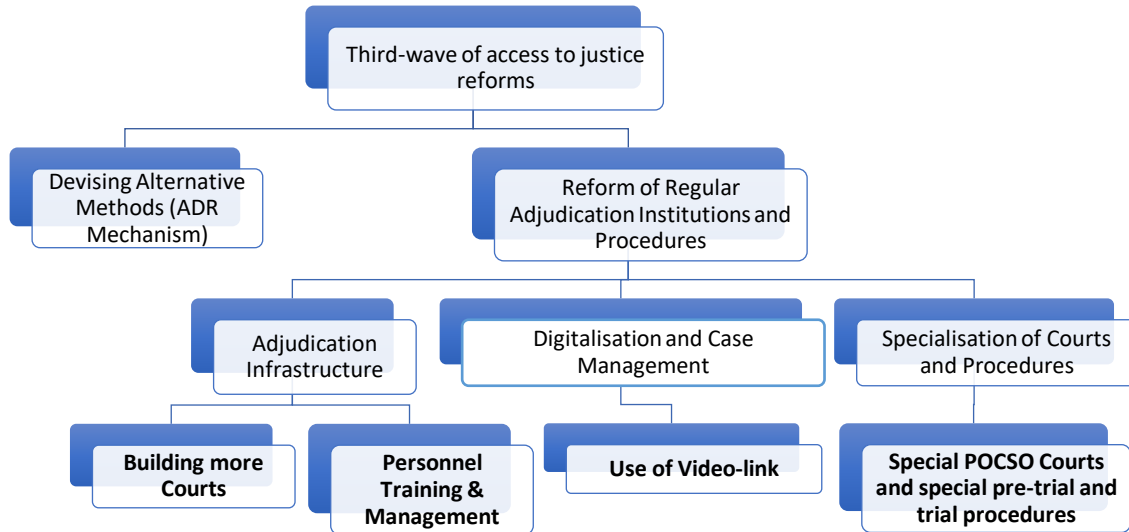 Third-wave of access to justice
reforms
Devising Alternative
Methods (ADR
Mechanism)
Reform of Regular
Adjudication Institutions and
Procedures
Adjudication
Infrastructure
Digitalisation and Case
Management
Specialisation of Courts
and Procedures
Building more
Courts
Personnel
Training &
Management
Use of Video-link
Special POCSO Courts
and special pre-trial and
trial procedures